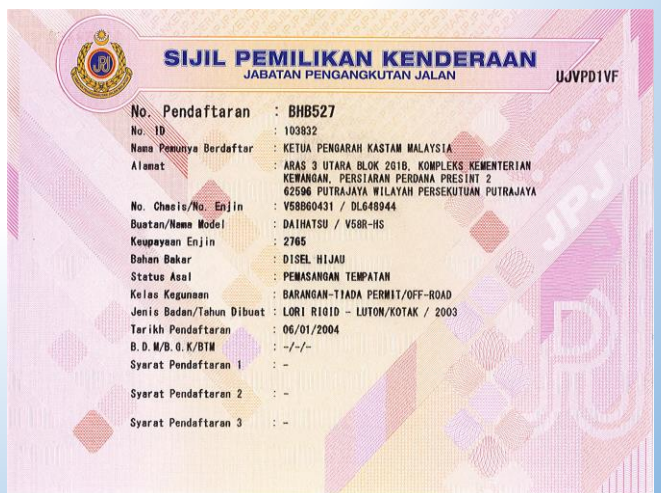 SIJIL PEMILIKAN KENDERAAN
JABATAN PENGANGKUTAN JALAN
UJVPD1VF
No. Pendaftaran : BHB527
No. ID : 103832
Nama Pemunya Berdaftar : KETUA PENGARAH KASTAM MALAYSIA
Alamat : ARAS 3 UTARA BLOK 2G1B, KOMPLEKS KEMENTERIAN
KEWANGAN, PERSIARAN PERDANA PRESINT 2
62596 PUTRAJAYA WILAYAH PERSEKUTUAN PUTRAJAYA
No. Chasis/No. Enjin : V58B60431 / DL648944
Buatan/Nama Model : DAIHATSU / V58R-HS
Keupayaan Enjin : 2765
Bahan Bakar : DISEL HIJAU
Status Asal : PEMASANGAN TEMPATAN
Kelas Kegunaan : BARANGAN-TIADA PERMIT/OFF-ROAD
Jenis Badan/Tahun Dibuat : LORI RIGID - LUTON/KOTAK / 2003
Tarikh Pendaftaran : 06/01/2004
B.D.M/B.G.K/BTM : -/-/-
Syarat Pendaftaran 1 : -
Syarat Pendaftaran 2 : -
Syarat Pendaftaran 3 : -
JPJ